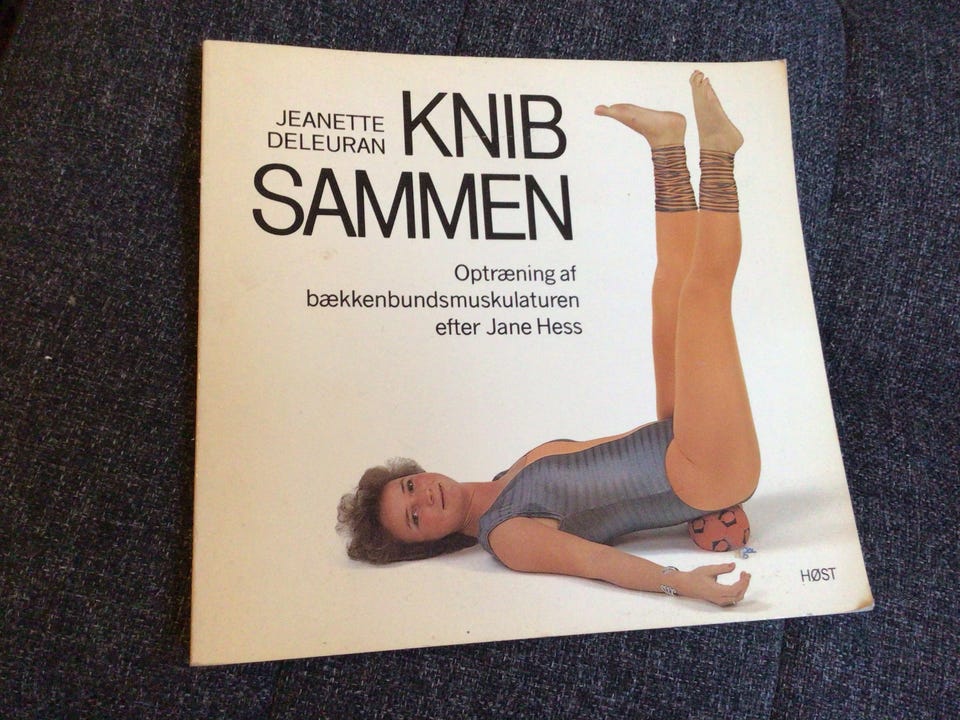 JEANETTE
DELEURAN
KNIB
SAMMEN
Optræning af
bækkenbundsmuskulaturen
efter Jane Hess
HØST